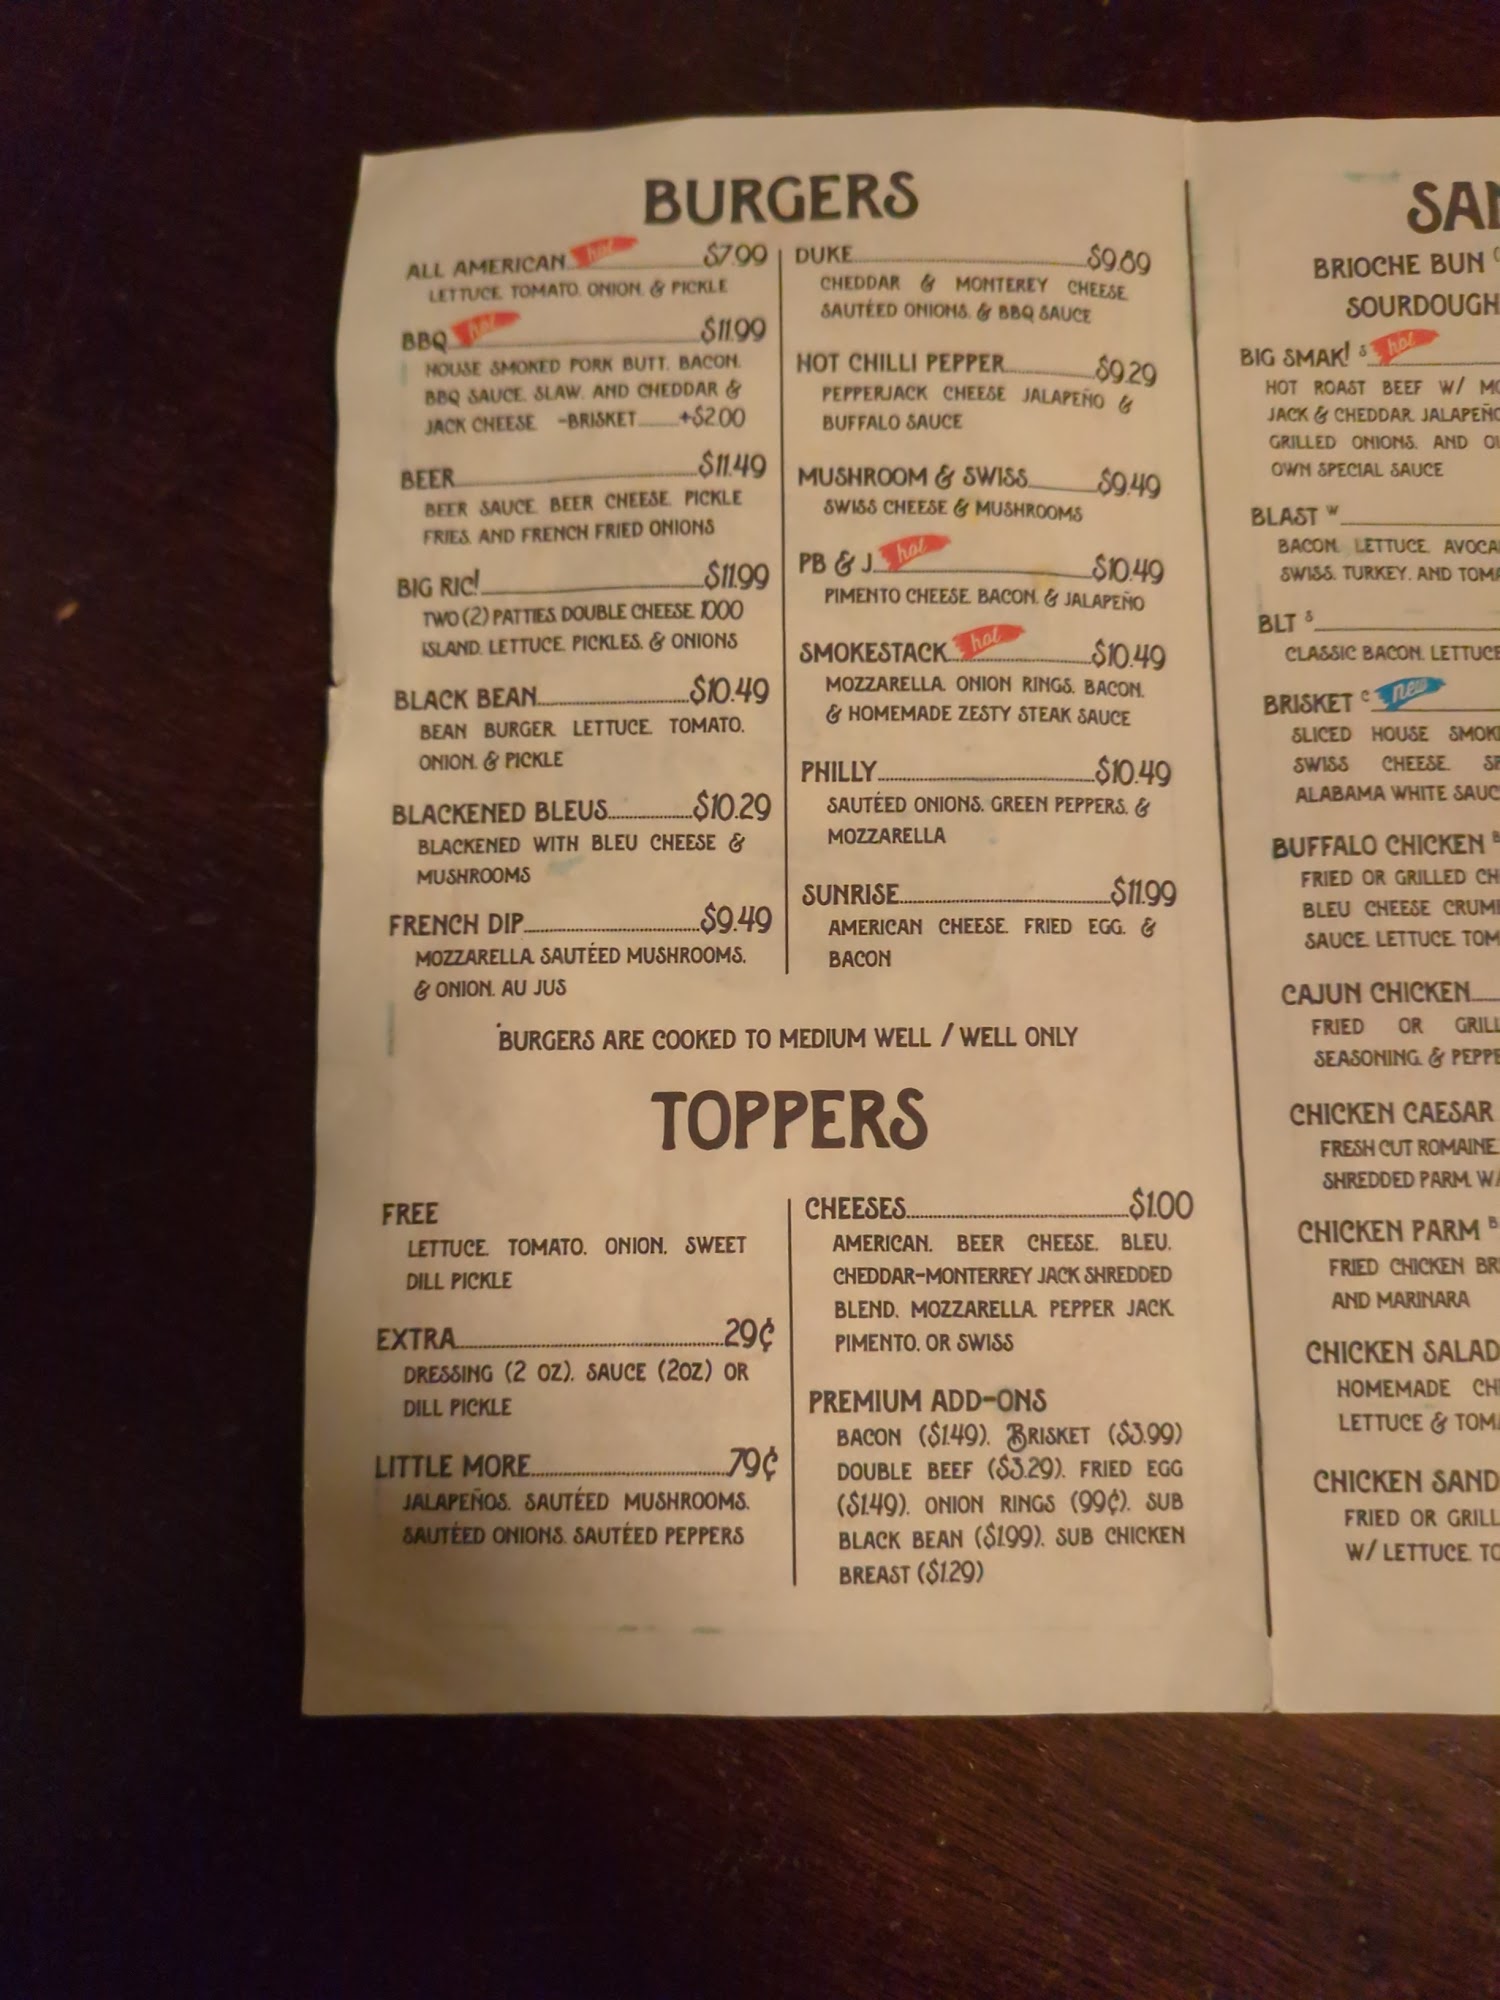 BURGERS
ALL AMERICAN hot $7.99
LETTUCE, TOMATO, ONION, & PICKLE
BBQ hot $11.99
HOUSE SMOKED PORK BUTT, BACON,
BBQ SAUCE, SLAW, AND CHEDDAR &
JACK CHEESE -BRISKET +$2.00
BEER $11.49
BEER SAUCE, BEER CHEESE, PICKLE
FRIES, AND FRENCH FRIED ONIONS
BIG RIC! $11.99
TWO (2) PATTIES, DOUBLE CHEESE, 1000
ISLAND, LETTUCE, PICKLES, & ONIONS
BLACK BEAN $10.49
BEAN BURGER, LETTUCE, TOMATO,
ONION, & PICKLE
BLACKENED BLEUS $10.29
BLACKENED WITH BLEU CHEESE &
MUSHROOMS
FRENCH DIP $9.49
MOZZARELLA, SAUTÉED MUSHROOMS,
& ONION, AU JUS
DUKE $9.89
CHEDDAR & MONTEREY CHEESE,
SAUTÉED ONIONS, & BBQ SAUCE
HOT CHILLI PEPPER $9.29
PEPPERJACK CHEESE, JALAPEÑO &
BUFFALO SAUCE
MUSHROOM & SWISS $9.49
SWISS CHEESE & MUSHROOMS
PB & J hot $10.49
PIMENTO CHEESE, BACON, & JALAPEÑO
SMOKESTACK hot $10.49
MOZZARELLA, ONION RINGS, BACON,
& HOMEMADE ZESTY STEAK SAUCE
PHILLY $10.49
SAUTÉED ONIONS, GREEN PEPPERS, &
MOZZARELLA
SUNRISE $11.99
AMERICAN CHEESE, FRIED EGG, &
BACON
*BURGERS ARE COOKED TO MEDIUM WELL / WELL ONLY
TOPPERS
FREE
LETTUCE, TOMATO, ONION, SWEET
DILL PICKLE
EXTRA 29¢
DRESSING (2 OZ), SAUCE (2OZ) OR
DILL PICKLE
LITTLE MORE 79¢
JALAPEÑOS, SAUTÉED MUSHROOMS,
SAUTÉED ONIONS, SAUTÉED PEPPERS
CHEESES $1.00
AMERICAN, BEER CHEESE, BLEU,
CHEDDAR-MONTERREY JACK SHREDDED
BLEND, MOZZARELLA, PEPPER JACK,
PIMENTO, OR SWISS
PREMIUM ADD-ONS
BACON ($1.49), BRISKET ($3.99)
DOUBLE BEEF ($3.29), FRIED EGG
($1.49), ONION RINGS (99¢), SUB
BLACK BEAN ($1.99), SUB CHICKEN
BREAST ($1.29)
BRIOCHE BUN
SOURDOUGH
BIG SMAK! S hot
HOT ROAST BEEF W/
JACK & CHEDDAR, JALAPEÑO
GRILLED ONIONS, AND
OWN SPECIAL SAUCE
BLAST W
BACON, LETTUCE,
SWISS, TURKEY, AND
BLT S
CLASSIC BACON, LETTUCE
BRISKET C new
SLICED HOUSE
SWISS CHEESE,
ALABAMA WHITE
BUFFALO CHICKEN B
FRIED OR GRILLED
BLEU CHEESE
SAUCE, LETTUCE,
CAJUN CHICKEN
FRIED OR
SEASONING, &
CHICKEN CAESAR
FRESH CUT ROMAINE
SHREDDED PARM,
CHICKEN PARM B
FRIED CHICKEN
AND MARINARA
CHICKEN SALAD
HOMEMADE
LETTUCE &
CHICKEN
FRIED OR
W/ LETTUCE,